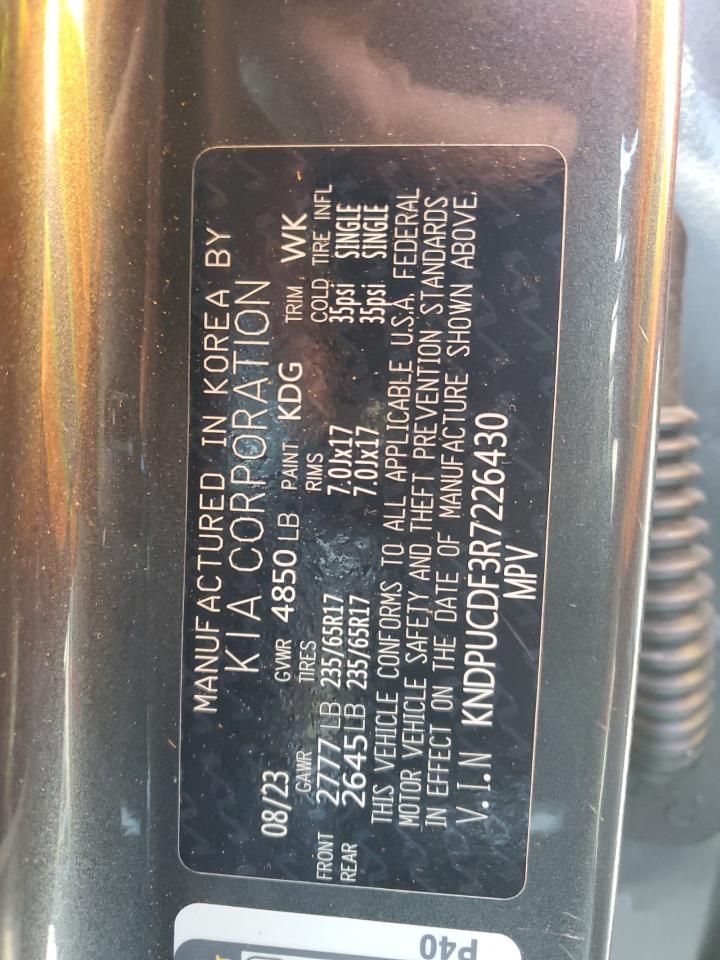 MANUFACTURED IN KOREA BY
KIA CORPORATION
08/23 GVWR 4850 LB PAINT KDG TRIM WK
GAWR TIRES RIMS COLD TIRE INFL
FRONT 2777 LB 235/65R17 7.0Jx17 35psi SINGLE
REAR 2645 LB 235/65R17 7.0Jx17 35psi SINGLE
THIS VEHICLE CONFORMS TO ALL APPLICABLE U.S.A. FEDERAL
MOTOR VEHICLE SAFETY AND THEFT PREVENTION STANDARDS
IN EFFECT ON THE DATE OF MANUFACTURE SHOWN ABOVE.
V.I.N KNDPUCDF3R7226430
MPV
P40